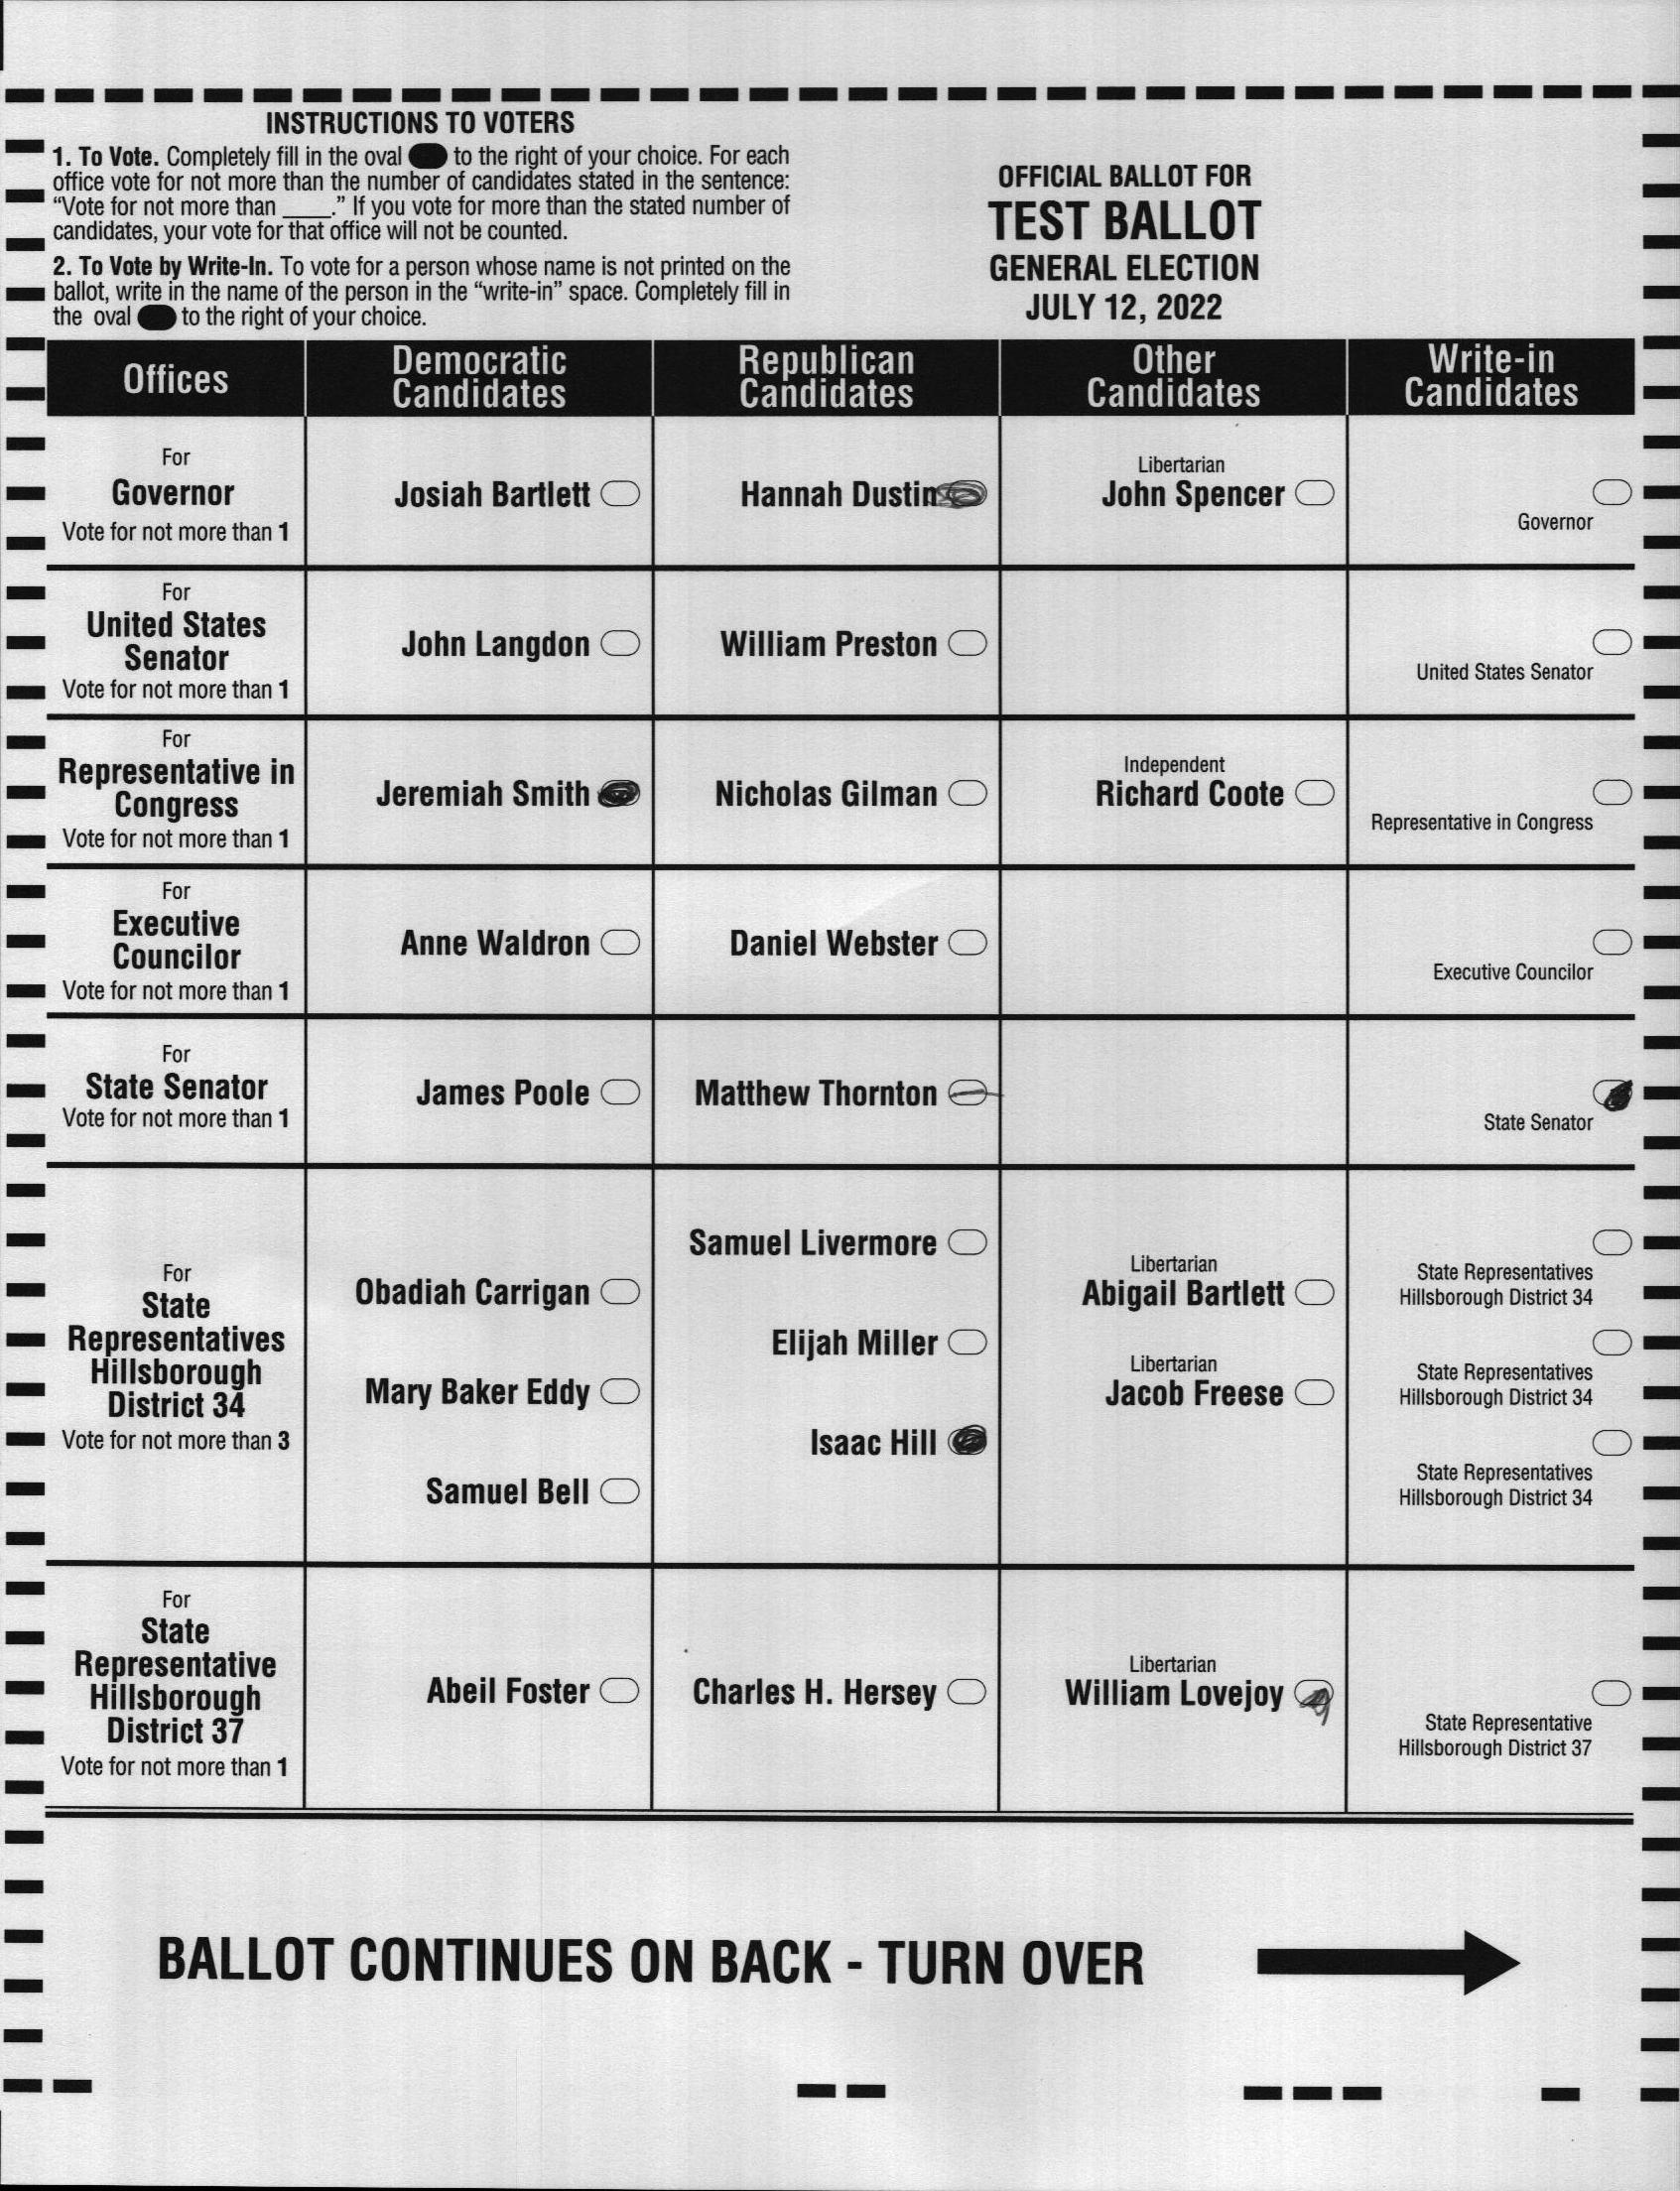 INSTRUCTIONS TO VOTERS
1. To Vote. Completely fill in the oval to the right of your choice. For each
office vote for not more than the number of candidates stated in the sentence:
“Vote for not more than ____.” If you vote for more than the stated number of
candidates, your vote for that office will not be counted.
2. To Vote by Write-In. To vote for a person whose name is not printed on the
ballot, write in the name of the person in the “write-in” space. Completely fill in
the oval to the right of your choice.
OFFICIAL BALLOT FOR
TEST BALLOT
GENERAL ELECTION
JULY 12, 2022
Offices
Democratic
Candidates
Republican
Candidates
Other
Candidates
Write-in
Candidates
For
Governor
Vote for not more than 1
Josiah Bartlett
Hannah Dustin
Libertarian
John Spencer
Governor
For
United States
Senator
Vote for not more than 1
John Langdon
William Preston
United States Senator
For
Representative in
Congress
Vote for not more than 1
Jeremiah Smith
Nicholas Gilman
Independent
Richard Coote
Representative in Congress
For
Executive
Councilor
Vote for not more than 1
Anne Waldron
Daniel Webster
Executive Councilor
For
State Senator
Vote for not more than 1
James Poole
Matthew Thornton
State Senator
For
State
Representatives
Hillsborough
District 34
Vote for not more than 3
Obadiah Carrigan
Mary Baker Eddy
Samuel Bell
Samuel Livermore
Elijah Miller
Isaac Hill
Libertarian
Abigail Bartlett
Libertarian
Jacob Freese
State Representatives
Hillsborough District 34
State Representatives
Hillsborough District 34
State Representatives
Hillsborough District 34
For
State
Representative
Hillsborough
District 37
Vote for not more than 1
Abeil Foster
Charles H. Hersey
Libertarian
William Lovejoy
State Representative
Hillsborough District 37
BALLOT CONTINUES ON BACK - TURN OVER